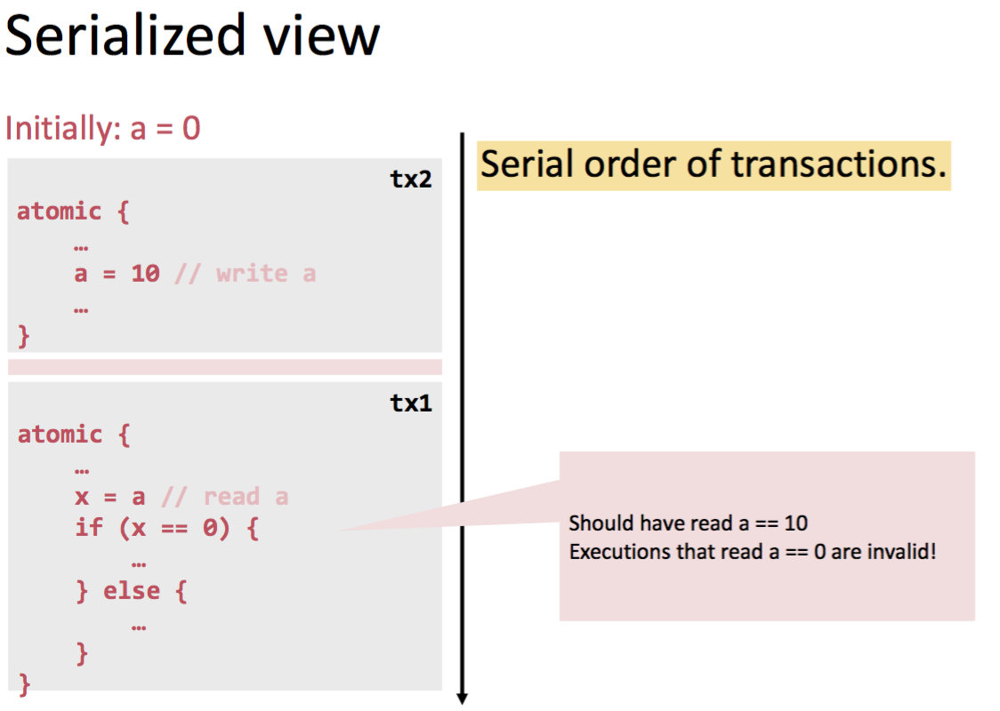 Serialized view
Initially: a = 0
Serial order of transactions.
tx2
atomic {
…
a = 10 // write a
…
}
tx1
atomic {
…
x = a // read a
if (x == 0) {
…
} else {
…
}
}
Should have read a == 10
Executions that read a == 0 are invalid!